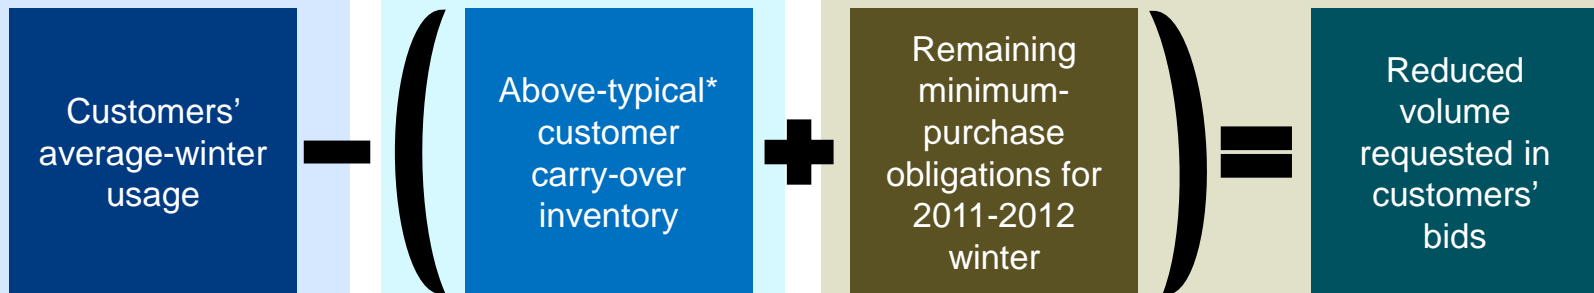 Customers’
average-winter
usage
Above-typical*
customer
carry-over
inventory
Remaining
minimum-
purchase
obligations for
2011-2012
winter
Reduced
volume
requested in
customers’
bids